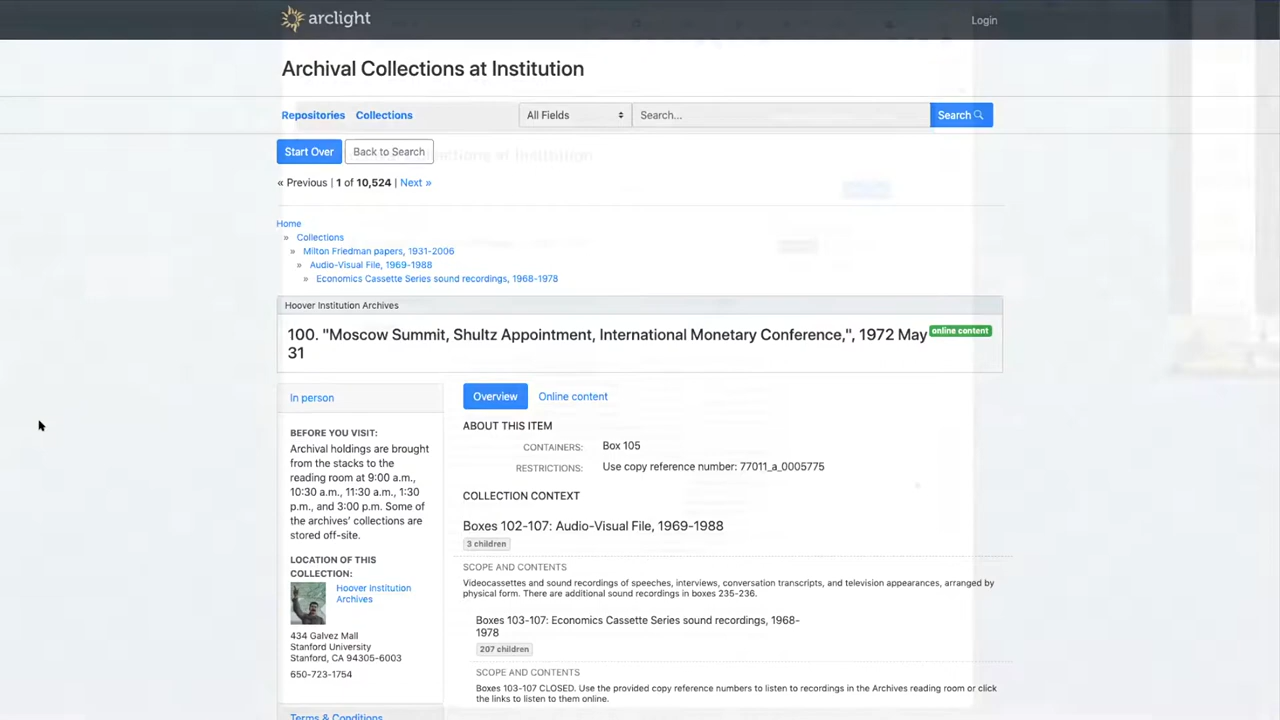 arclight
Login
Archival Collections at Institution
Repositories Collections All Fields Search... Search
Start Over Back to Search
« Previous | 1 of 10,524 | Next »
Home
» Collections
» Milton Friedman papers, 1931-2006
» Audio-Visual File, 1969-1988
» Economics Cassette Series sound recordings, 1968-1978
Hoover Institution Archives
100. "Moscow Summit, Shultz Appointment, International Monetary Conference,", 1972 May
31
online content
In person
BEFORE YOU VISIT:
Archival holdings are brought
from the stacks to the
reading room at 9:00 a.m.,
10:30 a.m., 11:30 a.m., 1:30
p.m., and 3:00 p.m. Some of
the archives' collections are
stored off-site.
LOCATION OF THIS
COLLECTION:
Hoover Institution
Archives
434 Galvez Mall
Stanford University
Stanford, CA 94305-6003
650-723-1754
Terms & Conditions
Overview Online content
ABOUT THIS ITEM
CONTAINERS: Box 105
RESTRICTIONS: Use copy reference number: 77011_a_0005775
COLLECTION CONTEXT
Boxes 102-107: Audio-Visual File, 1969-1988
3 children
SCOPE AND CONTENTS
Videocassettes and sound recordings of speeches, interviews, conversation transcripts, and television appearances, arranged by
physical form. There are additional sound recordings in boxes 235-236.
Boxes 103-107: Economics Cassette Series sound recordings, 1968-
1978
207 children
SCOPE AND CONTENTS
Boxes 103-107 CLOSED. Use the provided copy reference numbers to listen to recordings in the Archives reading room or click
the links to listen to them online.